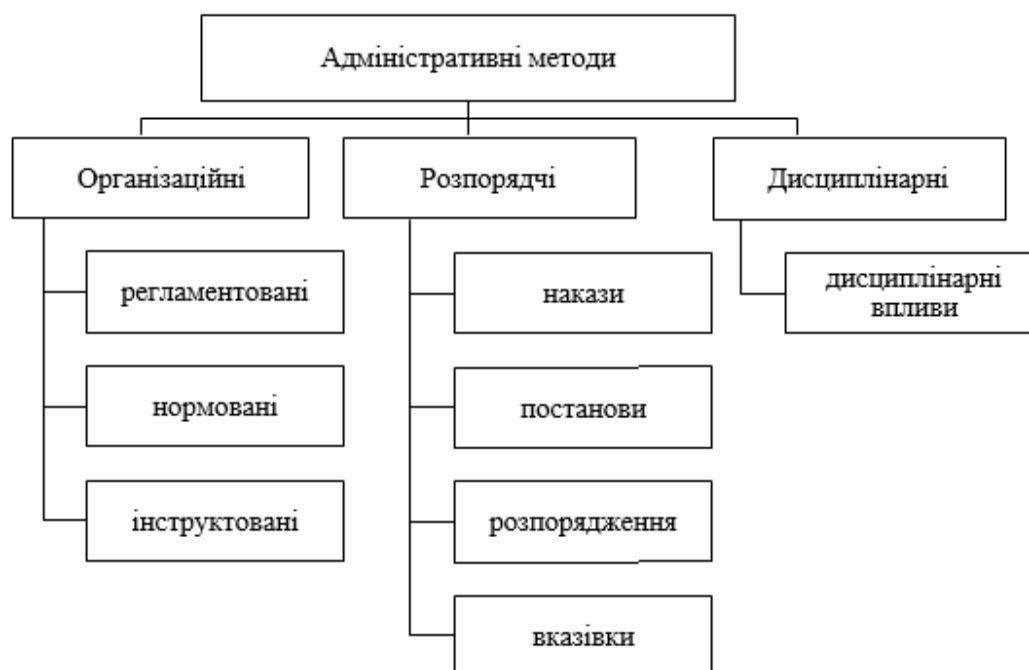 Адміністративні методи
Організаційні
Розпорядчі
Дисциплінарні
регламентовані
нормовані
інструктовані
накази
постанови
розпорядження
вказівки
дисциплінарні
впливи